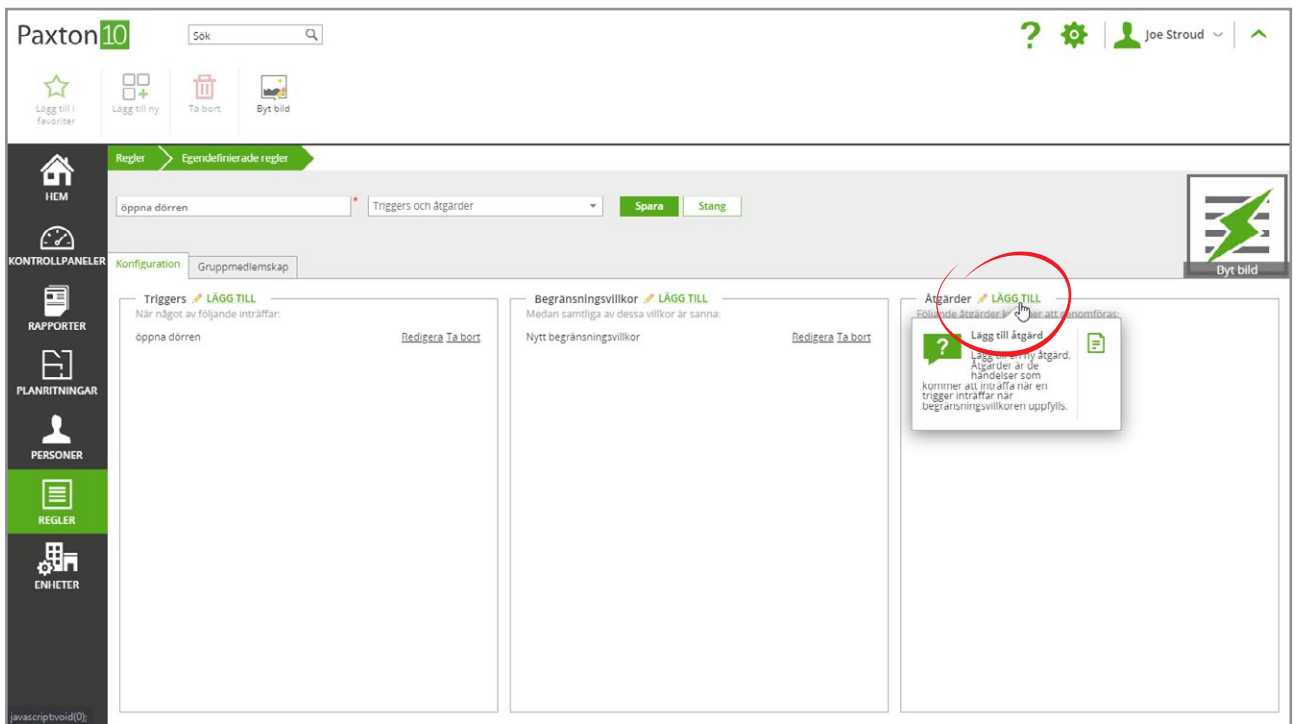 Paxton10
Sök
Joe Stroud
Lägg till i
favoriter
Lägg till ny
Ta bort
Byt bild
HEM
KONTROLLPANELER
RAPPORTER
PLANRITNINGAR
PERSONER
REGLER
ENHETER
Regler
Egendefinierade regler
öppna dörren
*
Triggers och åtgärder
Spara
Stang
Byt bild
Konfiguration
Gruppmedlemskap
Triggers LÄGG TILL
När något av följande inträffar:
öppna dörren Redigera Ta bort
Begränsningsvillkor LÄGG TILL
Medan samtliga av dessa villkor är sanna:
Nytt begränsningsvillkor Redigera Ta bort
Åtgärder LÄGG TILL
Följande åtgärder att genomföras:
Lägg till åtgärd
Lägg till en ny åtgärd.
Åtgärder är de
händelser som
kommer att inträffa när en
trigger inträffar när
begränsningsvillkoren uppfylls.
javascript:void(0);